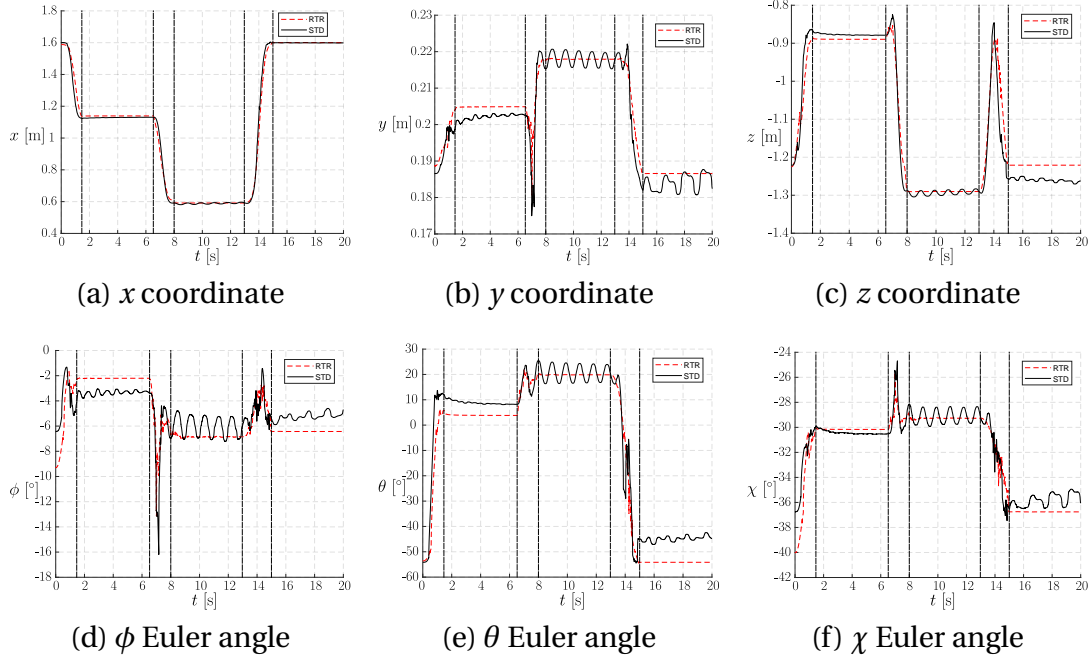 1.8
1.6
1.4
1.2
1
0.8
0.6
0.4
x [m]
0 2 4 6 8 10 12 14 16 18 20
t [s]
RTR
STD
(a) x coordinate
0.23
0.22
0.21
0.2
0.19
0.18
0.17
y [m]
0 2 4 6 8 10 12 14 16 18 20
t [s]
RTR
STD
(b) y coordinate
-0.8
-0.9
-1
-1.1
-1.2
-1.3
-1.4
z [m]
0 2 4 6 8 10 12 14 16 18 20
t [s]
RTR
STD
(c) z coordinate
0
-2
-4
-6
-8
-10
-12
-14
-16
-18
ϕ [°]
0 2 4 6 8 10 12 14 16 18 20
t [s]
RTR
STD
(d) ϕ Euler angle
30
20
10
0
-10
-20
-30
-40
-50
-60
θ [°]
0 2 4 6 8 10 12 14 16 18 20
t [s]
RTR
STD
(e) θ Euler angle
-24
-26
-28
-30
-32
-34
-36
-38
-40
-42
χ [°]
0 2 4 6 8 10 12 14 16 18 20
t [s]
RTR
STD
(f) χ Euler angle